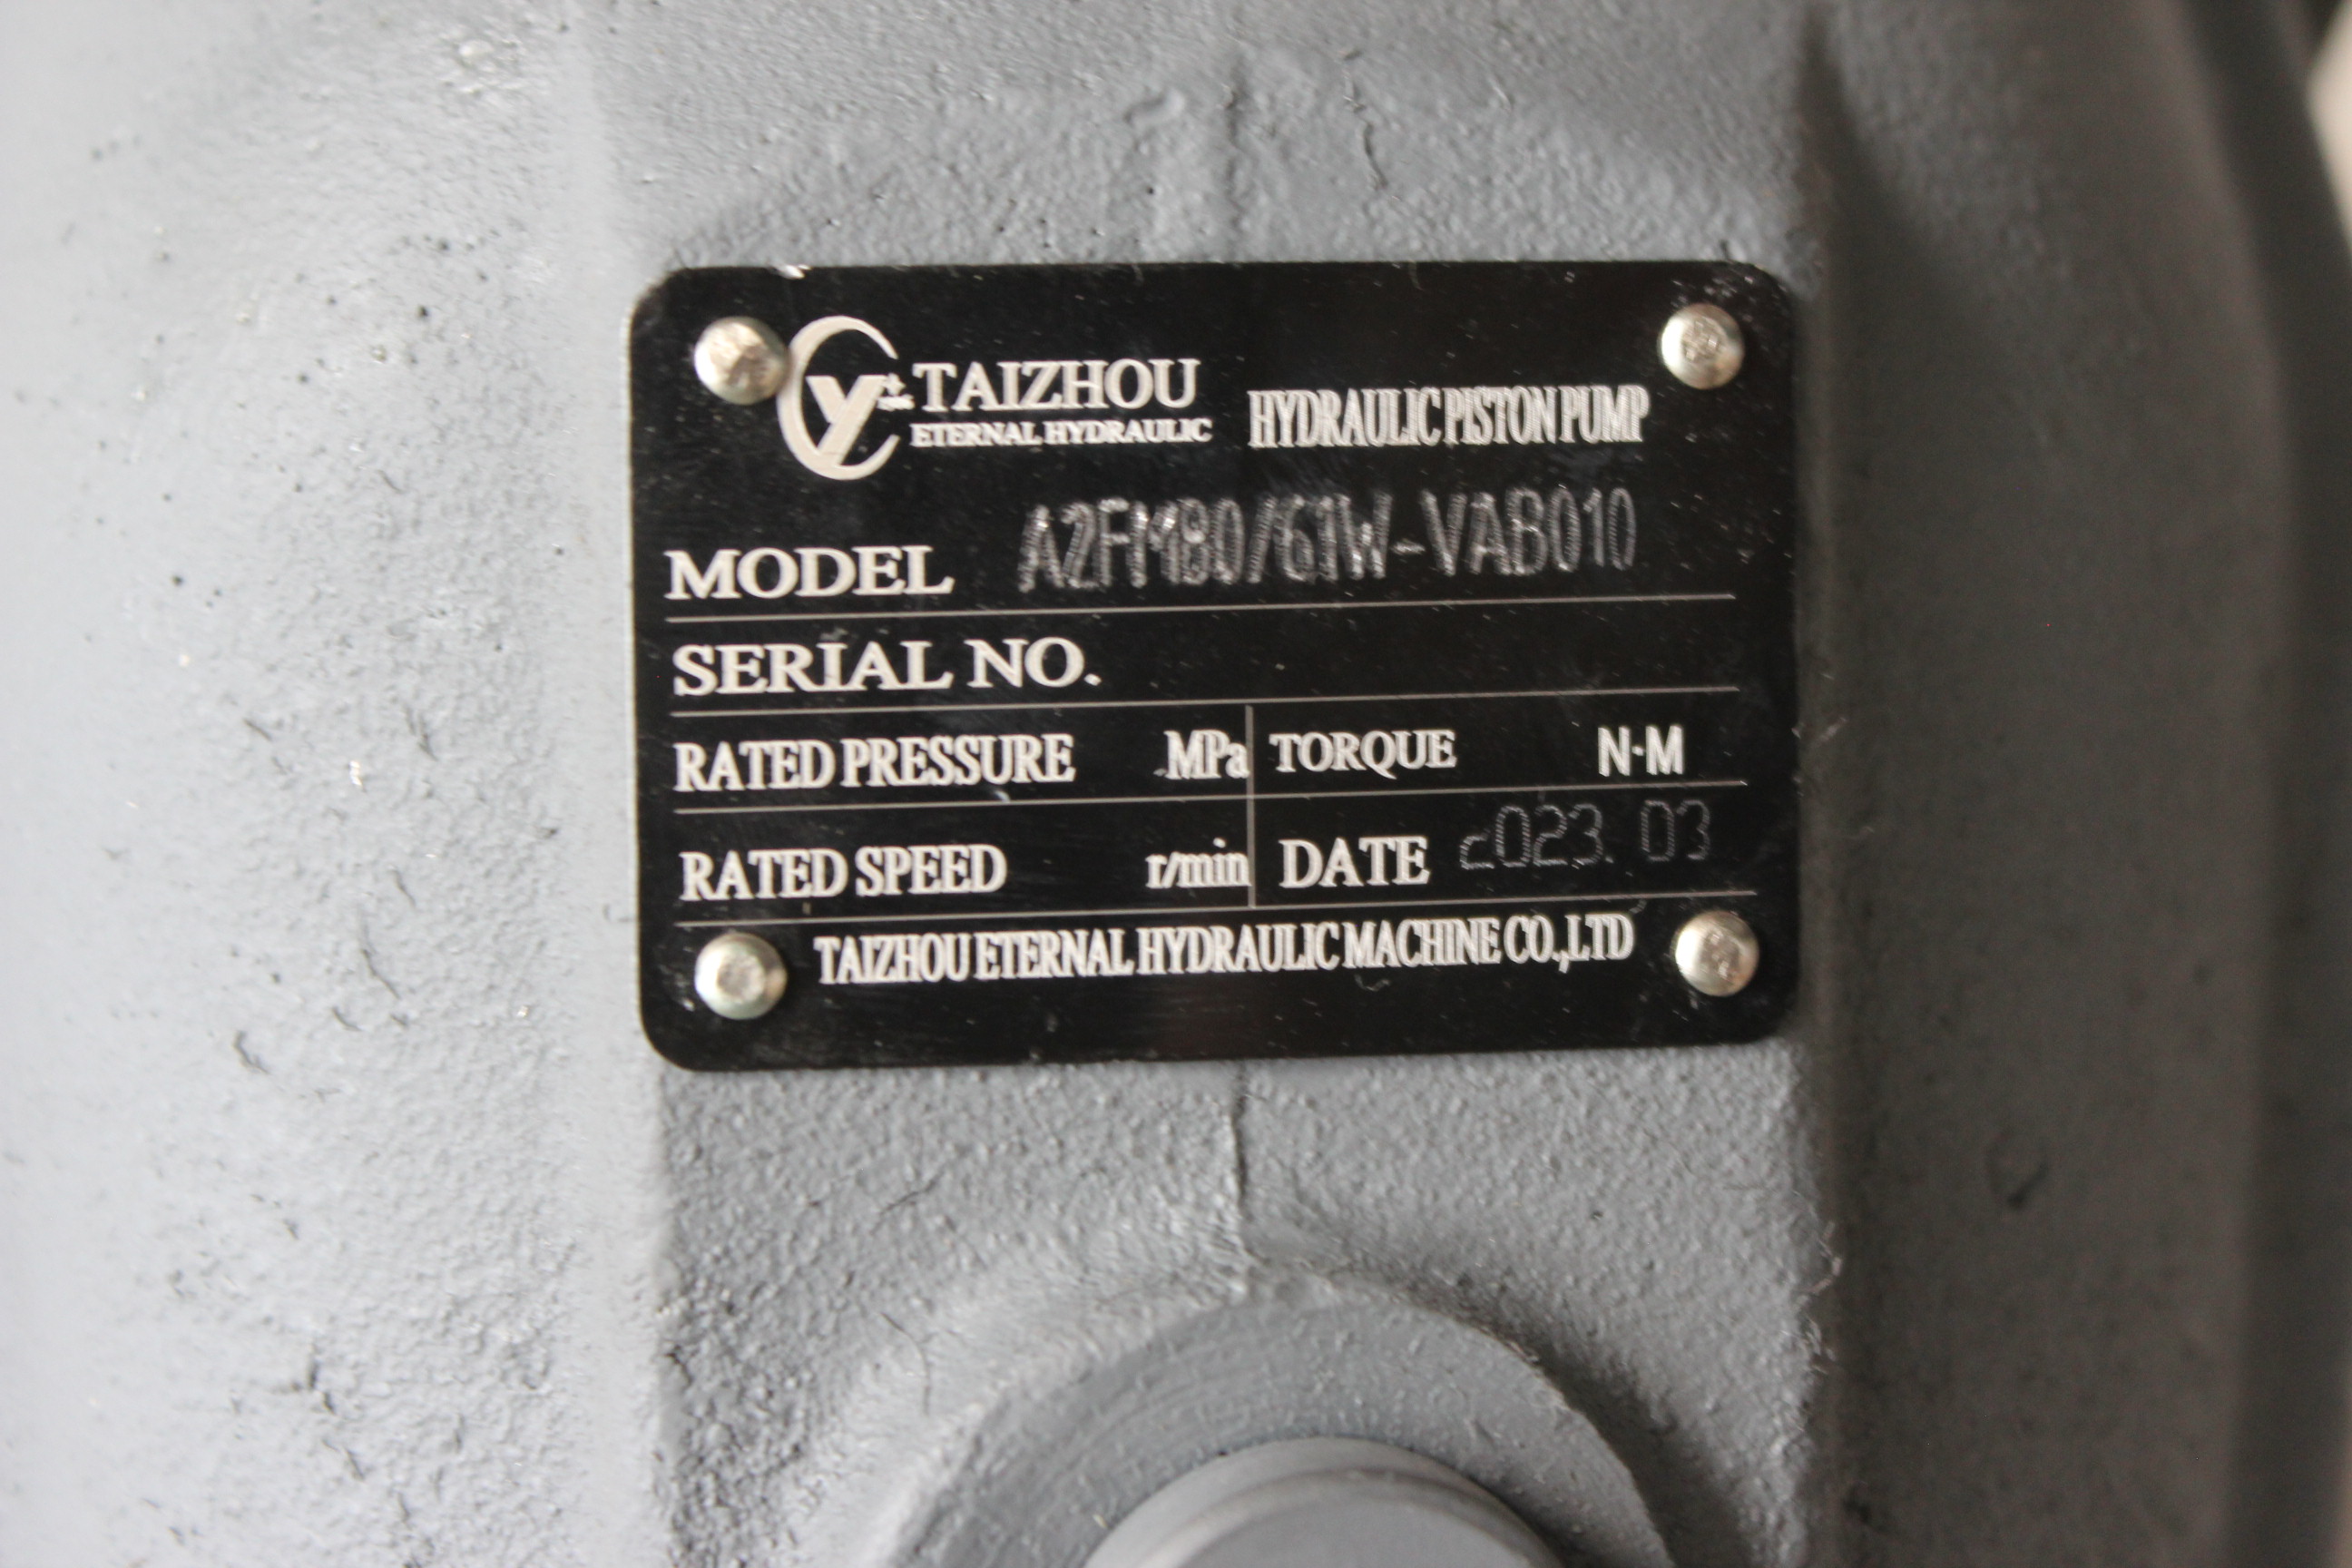 TAIZHOU
ETERNAL HYDRAULIC
HYDRAULIC PISTON PUMP
MODEL A2FM80/61W-VAB010
SERIAL NO.
RATED PRESSURE MPa TORQUE N·M
RATED SPEED r/min DATE 2023.03
TAIZHOU ETERNAL HYDRAULIC MACHINE CO.,LTD